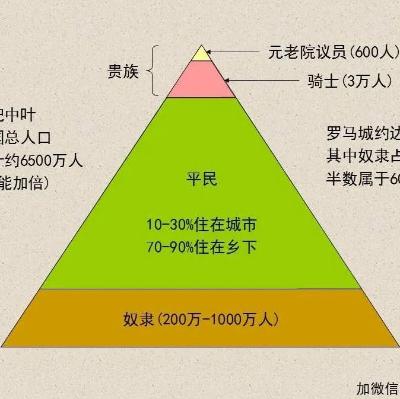 元老院议员(600人)
贵族
骑士(3万人)
中叶
总人口
约6500万人
能加倍)
罗马城约达
其中奴隶占
半数属于60
平民
10-30%住在城市
70-90%住在乡下
奴隶(200万-1000万人)
加微信